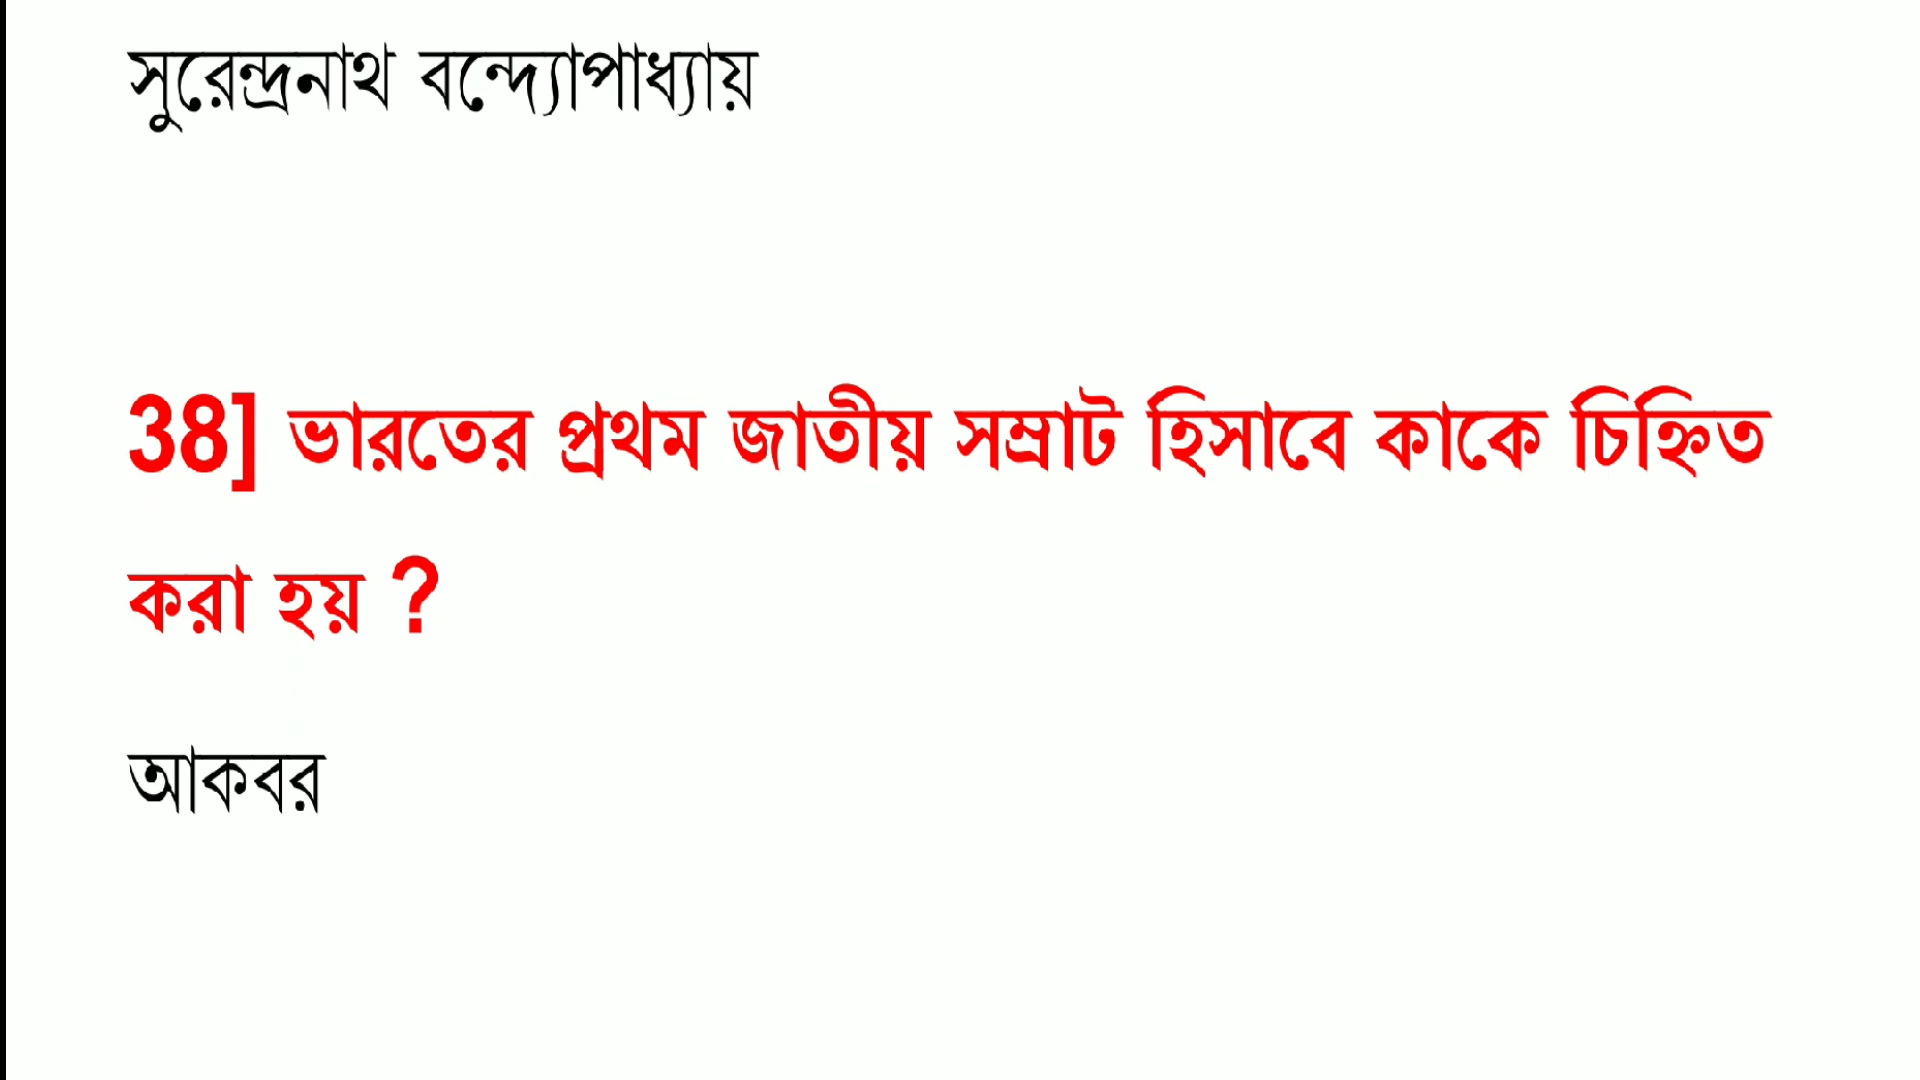 সুরেন্দ্রনাথ বন্দ্যোপাধ্যায়
38] ভারতের প্রথম জাতীয় সম্রাট হিসাবে কাকে চিহ্নিত
করা হয় ?
আকবর